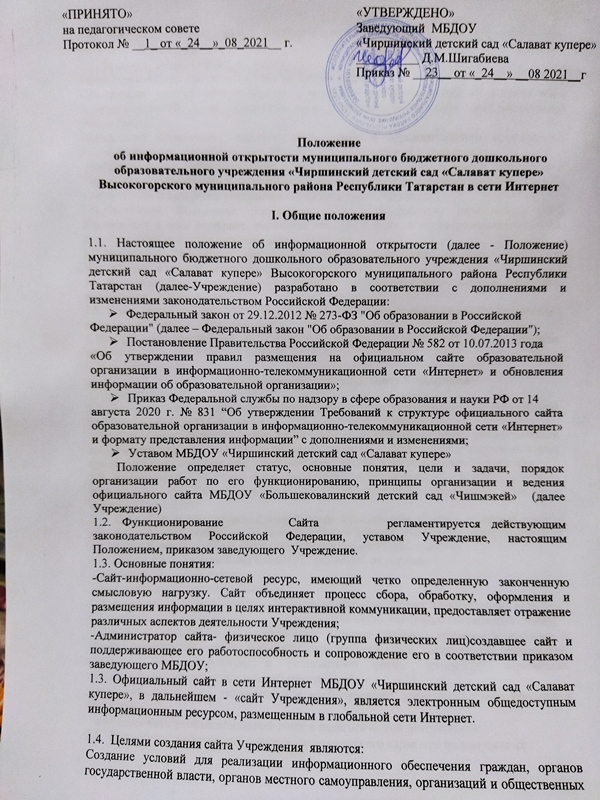 «ПРИНЯТО»
на педагогическом совете
Протокол № __1_ от «_24__»_08_2021__ г.
«УТВЕРЖДЕНО»
Заведующий МБДОУ
«Чиршинский детский сад «Салават купере»
Д.М.Шигабиева
Приказ № __23__ от «_24__» __08 2021__г
Положение
об информационной открытости муниципального бюджетного дошкольного
образовательного учреждения «Чиршинский детский сад «Салават купере»
Высокогорского муниципального района Республики Татарстан в сети Интернет
I. Общие положения
1.1. Настоящее положение об информационной открытости (далее - Положение)
муниципального бюджетного дошкольного образовательного учреждения «Чиршинский
детский сад «Салават купере» Высокогорского муниципального района Республики
Татарстан (далее-Учреждение) разработано в соответствии с дополнениями и
изменениями законодательством Российской Федерации:
➢ Федеральный закон от 29.12.2012 № 273-ФЗ "Об образовании в Российской
Федерации" (далее – Федеральный закон "Об образовании в Российской Федерации");
➢ Постановление Правительства Российской Федерации № 582 от 10.07.2013 года
«Об утверждении правил размещения на официальном сайте образовательной
организации в информационно-телекоммуникационной сети «Интернет» и обновления
информации об образовательной организации»;
➢ Приказ Федеральной службы по надзору в сфере образования и науки РФ от 14
августа 2020 г. № 831 “Об утверждении Требований к структуре официального сайта
образовательной организации в информационно-телекоммуникационной сети «Интернет»
и формату представления информации” с дополнениями и изменениями;
➢ Уставом МБДОУ «Чиршинский детский сад «Салават купере»
Положение определяет статус, основные понятия, цели и задачи, порядок
организации работ по его функционированию, принципы организации и ведения
официального сайта МБДОУ «Большековалинский детский сад «Чишмэкей» (далее
Учреждение)
1.2. Функционирование Сайта регламентируется действующим
законодательством Российской Федерации, уставом Учреждение, настоящим
Положением, приказом заведующего Учреждение.
1.3. Основные понятия:
-Сайт-информационно-сетевой ресурс, имеющий четко определенную законченную
смысловую нагрузку. Сайт объединяет процесс сбора, обработку, оформления и
размещения информации в целях интерактивной коммуникации, предоставляет отражение
различных аспектов деятельности Учреждения;
-Администратор сайта- физическое лицо (группа физических лиц)создавшее сайт и
поддерживающее его работоспособность и сопровождение его в соответствии приказом
заведующего МБДОУ;
1.3. Официальный сайт в сети Интернет МБДОУ «Чиршинский детский сад «Салават
купере», в дальнейшем - «сайт Учреждения», является электронным общедоступным
информационным ресурсом, размещенным в глобальной сети Интернет.
1.4. Целями создания сайта Учреждения являются:
Создание условий для реализации информационного обеспечения граждан, органов
государственной власти, органов местного самоуправления, организаций и общественных